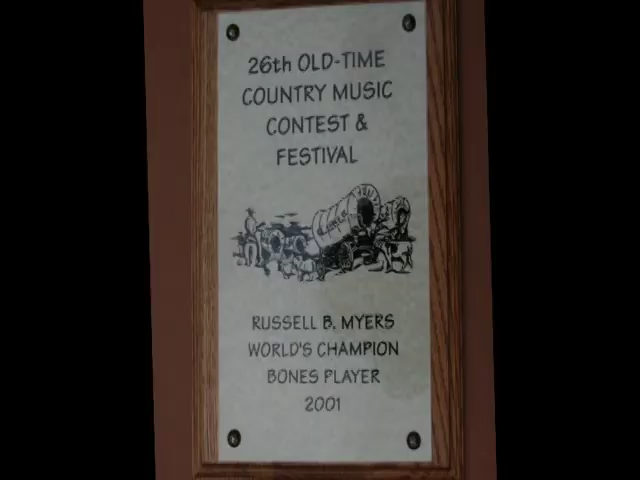 26th OLD-TIME
COUNTRY MUSIC
CONTEST &
FESTIVAL
RUSSELL B. MYERS
WORLD'S CHAMPION
BONES PLAYER
2001